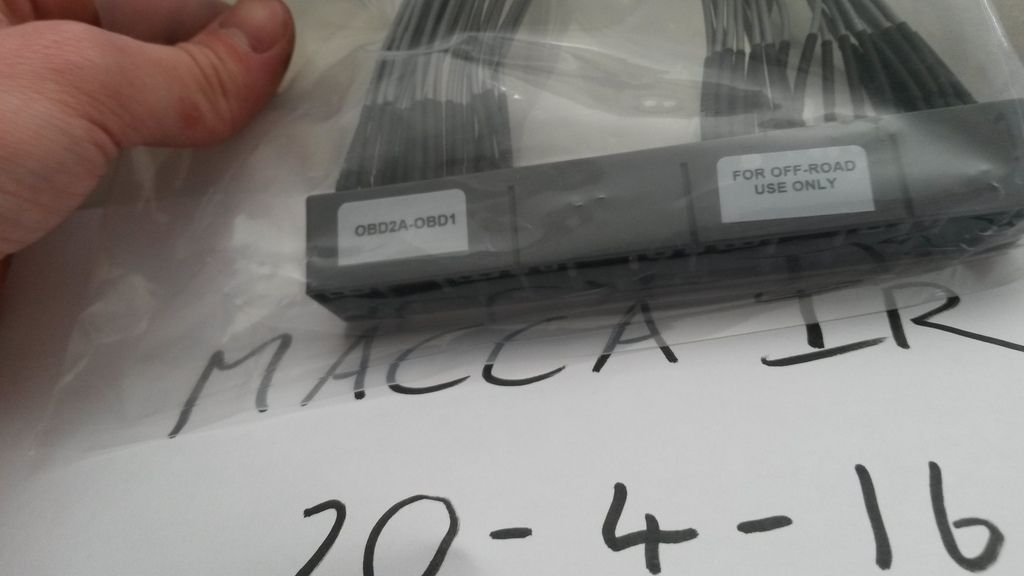 OBD2A-OBD1
FOR OFF-ROAD
USE ONLY
MACCA IR
20-4-16